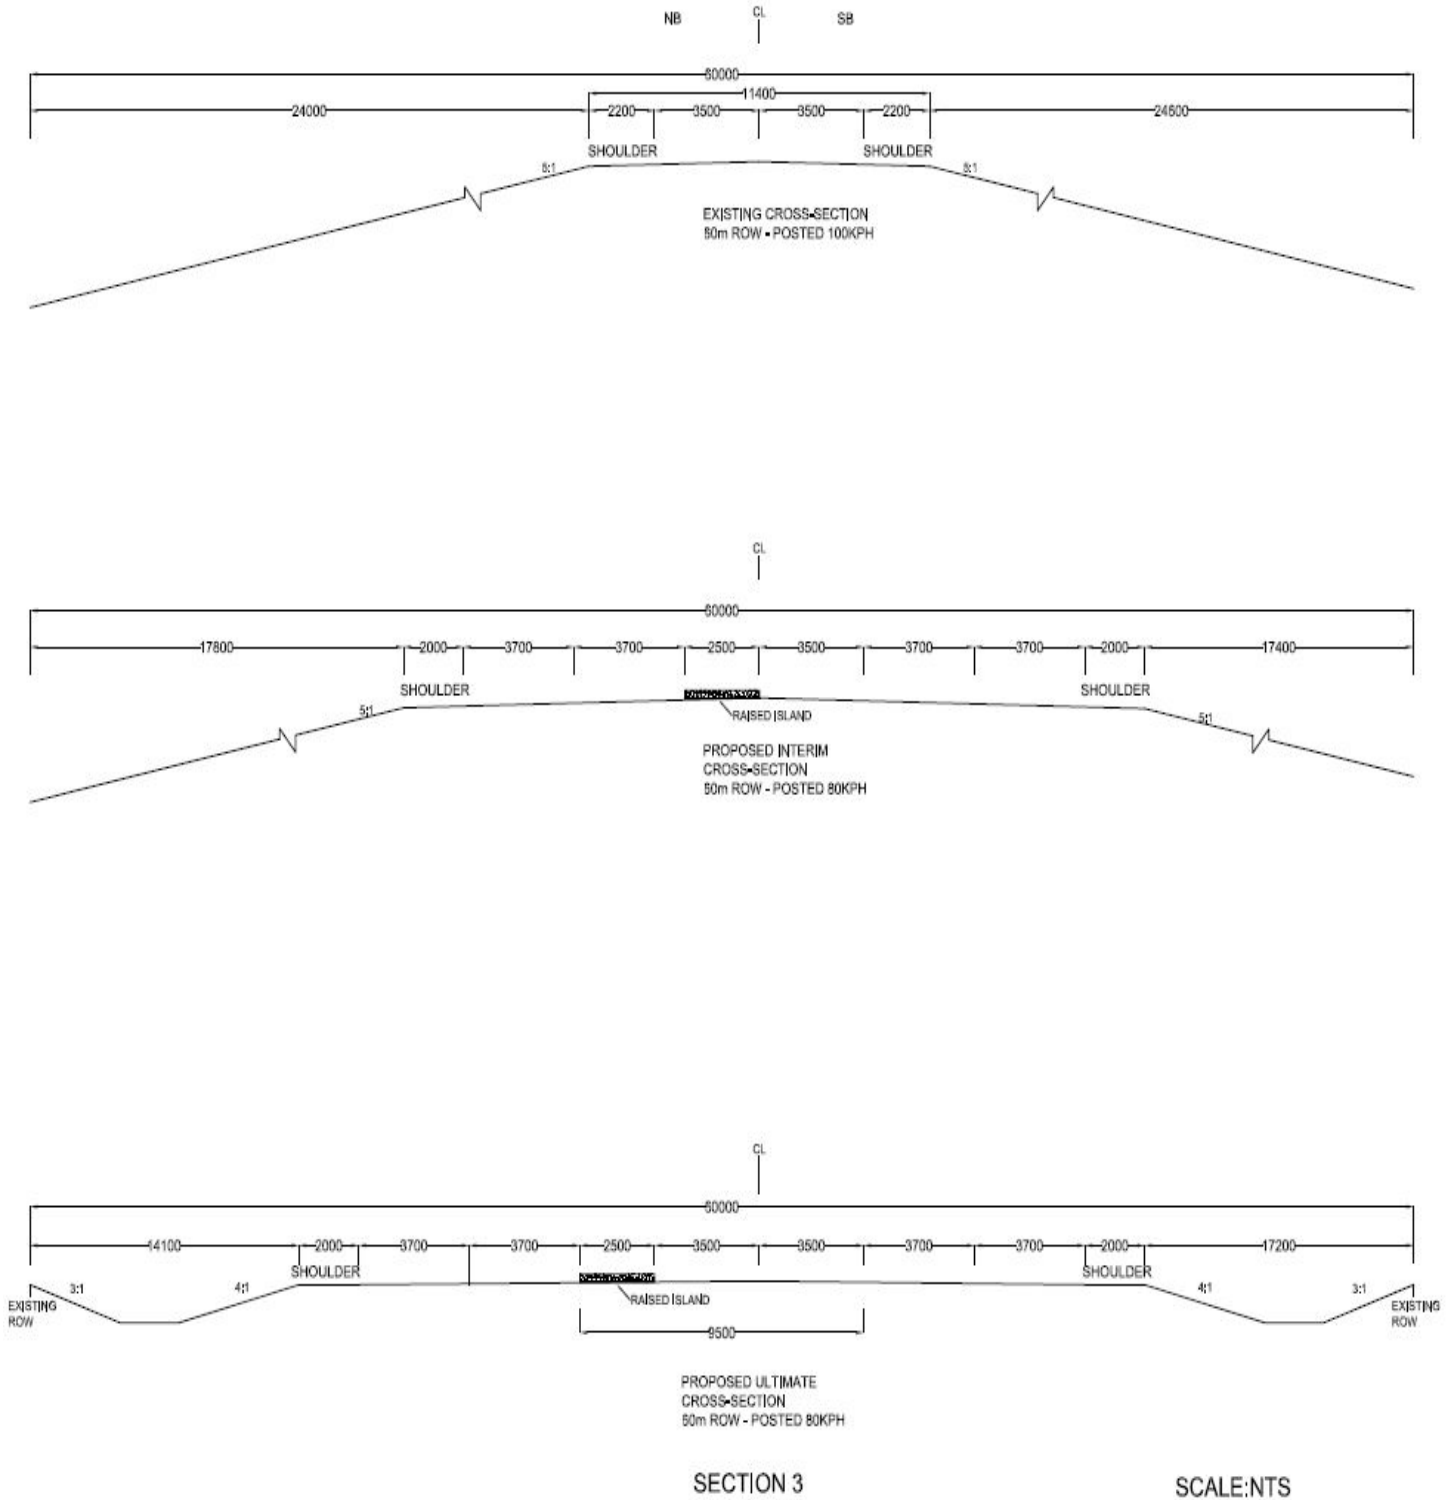 NB CL SB
60000
11400
24000 2200 3500 3500 2200 24600
SHOULDER SHOULDER
EXISTING CROSS-SECTION
60m ROW - POSTED 100KPH
CL
60000
17800 2000 3700 3700 2500 3500 3700 3700 2000 17400
SHOULDER SHOULDER
5:1 5:1
RAISED ISLAND
PROPOSED INTERIM
CROSS-SECTION
60m ROW - POSTED 80KPH
CL
60000
14100 2000 3700 3700 2500 3500 3500 3700 3700 2000 17200
SHOULDER SHOULDER
3:1 4:1 4:1 3:1
RAISED ISLAND
EXISTING
ROW
EXISTING
ROW
9500
PROPOSED ULTIMATE
CROSS-SECTION
60m ROW - POSTED 80KPH
SECTION 3 SCALE:NTS